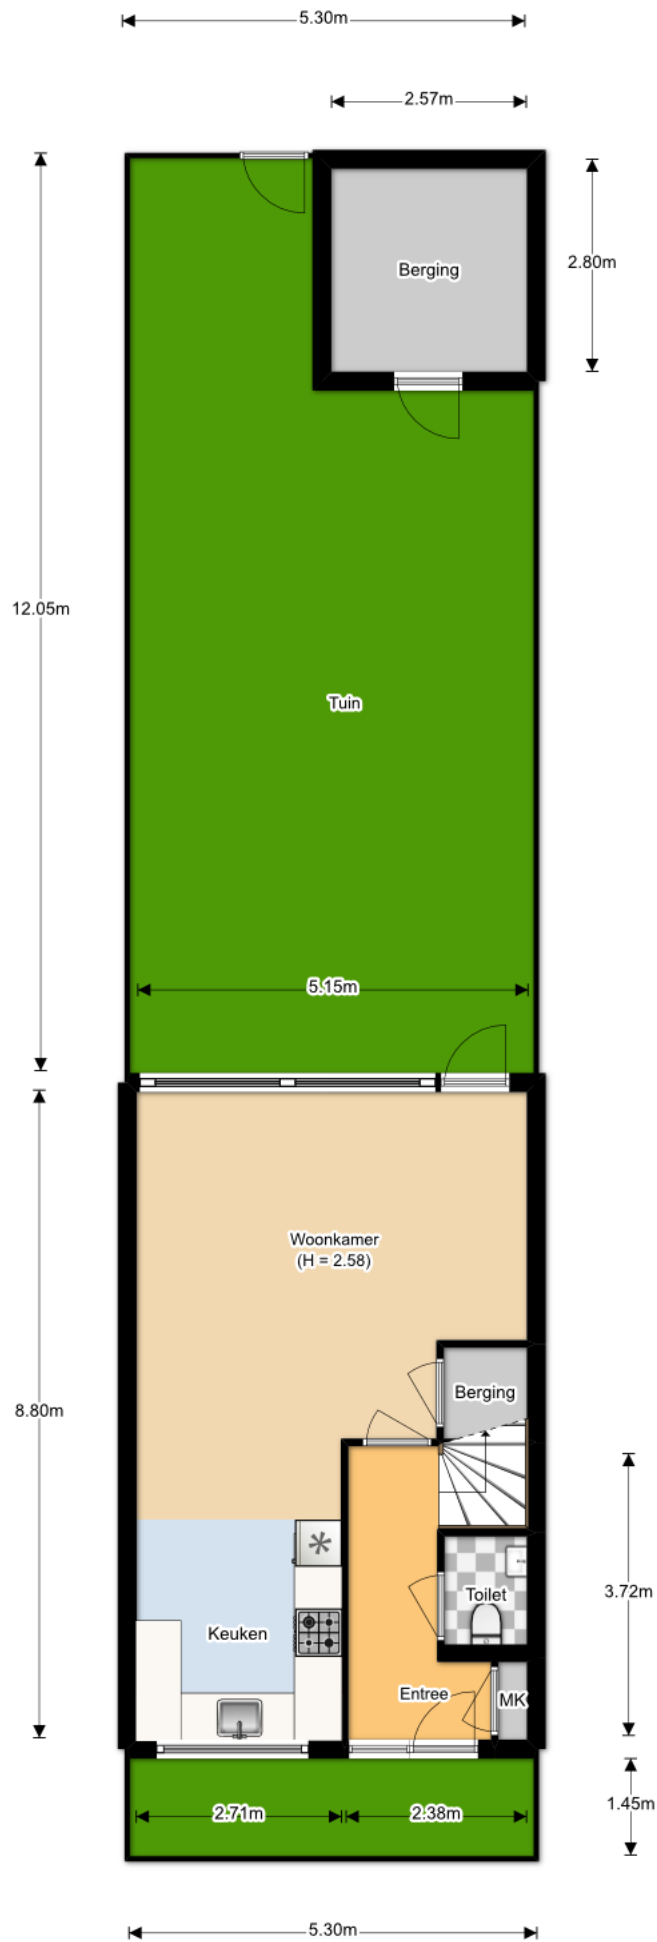 5.30m
2.57m
Berging
2.80m
12.05m
Tuin
5.15m
Woonkamer
(H = 2.58)
Berging
8.80m
3.72m
Toilet
Keuken
Entree
MK
2.71m
2.38m
1.45m
5.30m